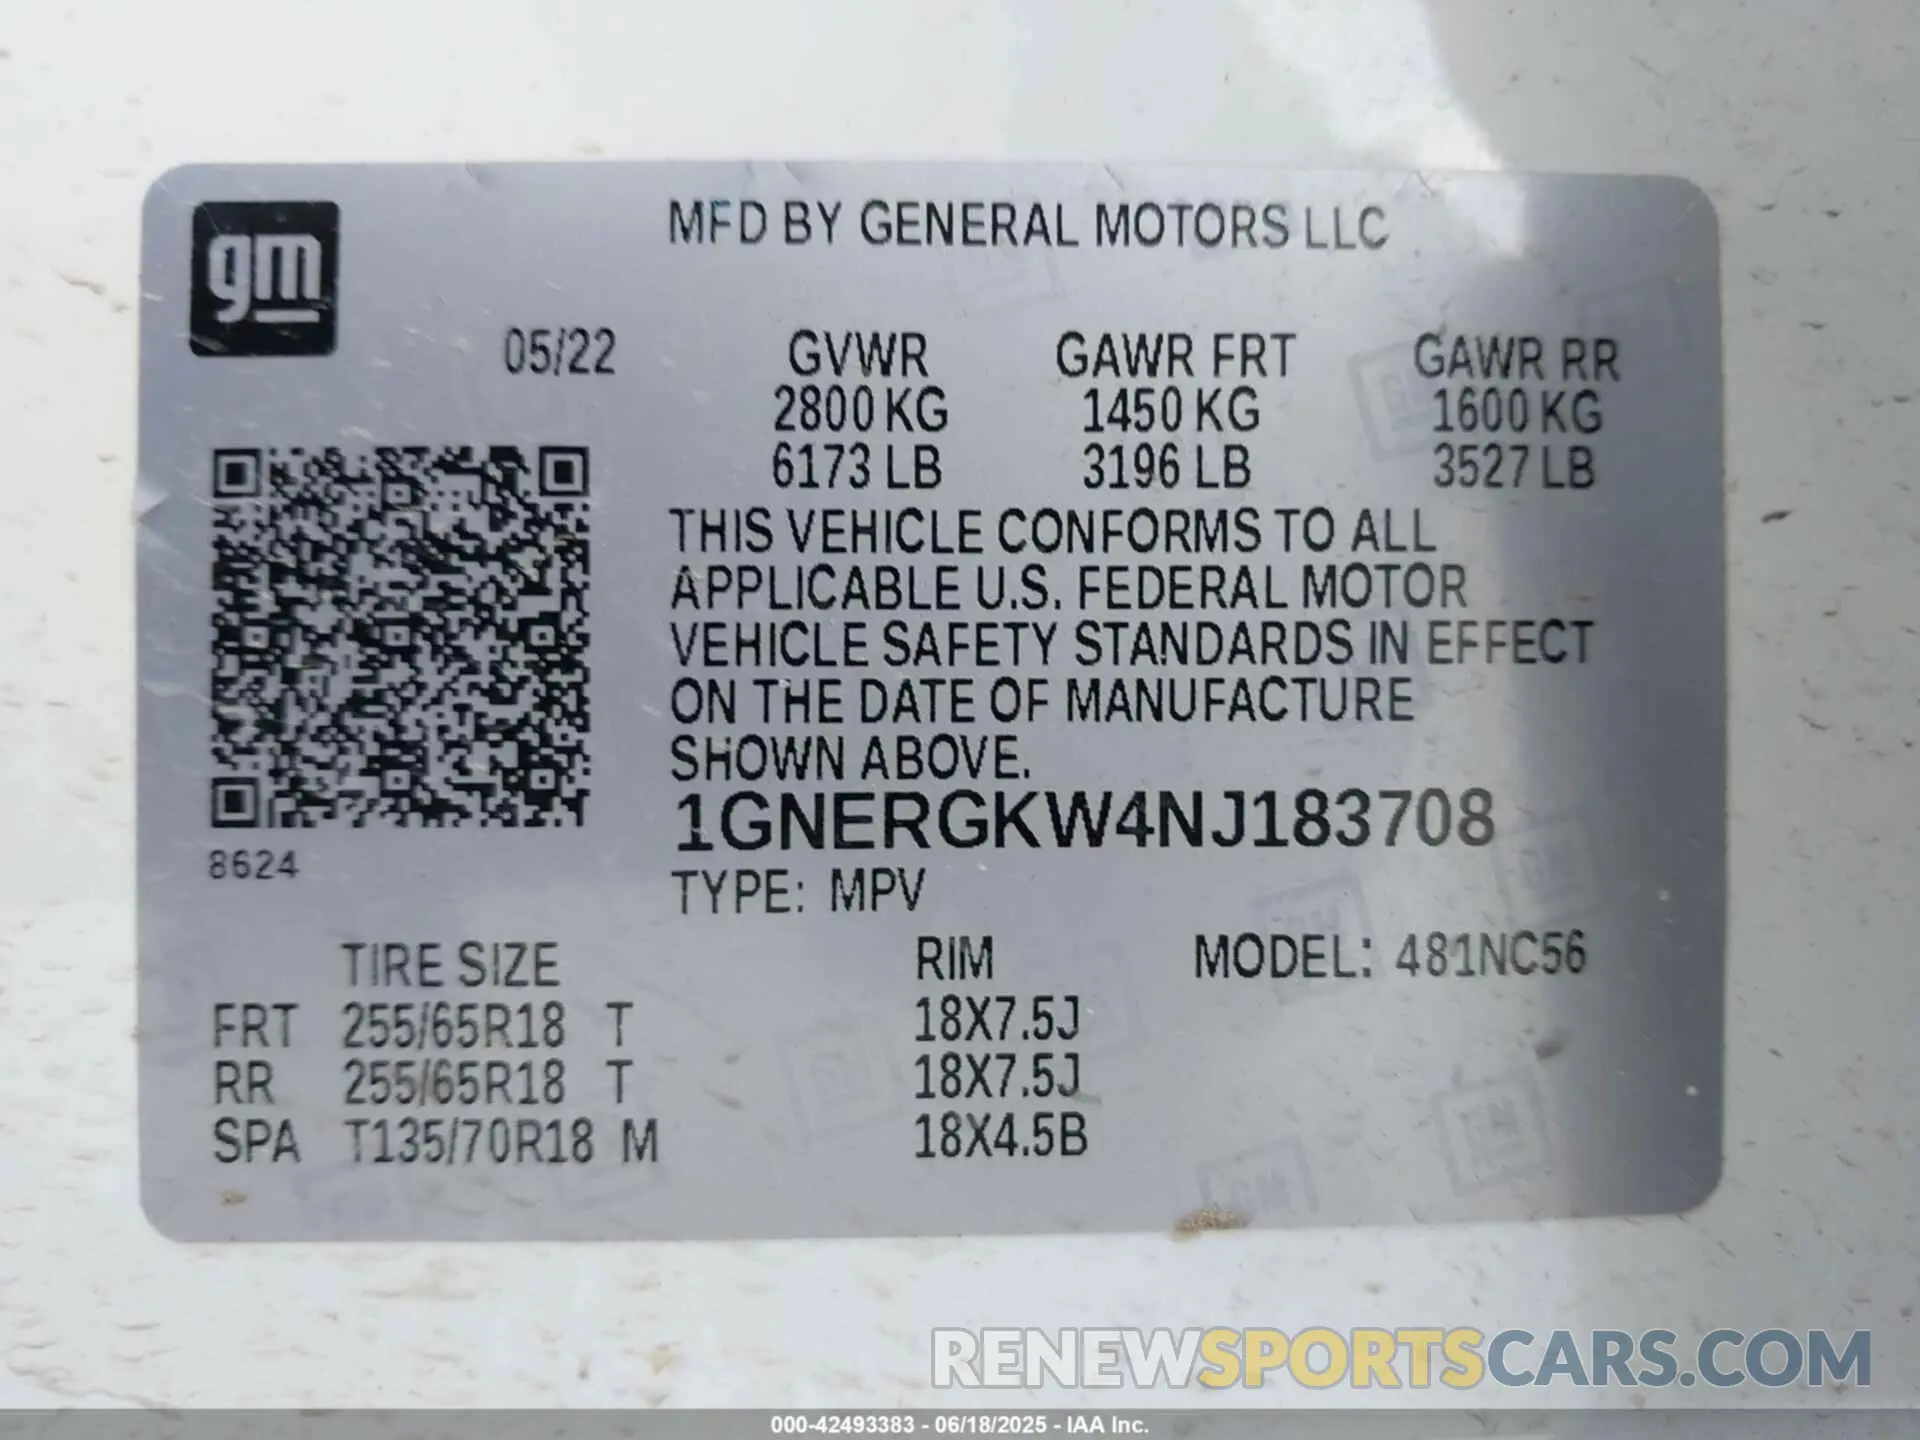 gm
MFD BY GENERAL MOTORS LLC
05/22 GVWR GAWR FRT GAWR RR
2800 KG 1450 KG 1600 KG
6173 LB 3196 LB 3527 LB
THIS VEHICLE CONFORMS TO ALL
APPLICABLE U.S. FEDERAL MOTOR
VEHICLE SAFETY STANDARDS IN EFFECT
ON THE DATE OF MANUFACTURE
SHOWN ABOVE.
1GNERGKW4NJ183708
8624
TYPE: MPV
TIRE SIZE RIM MODEL: 481NC56
FRT 255/65R18 T 18X7.5J
RR 255/65R18 T 18X7.5J
SPA T135/70R18 M 18X4.5B
RENEWSPORTSCARS.COM
000-42493383 - 06/18/2025 - IAA Inc.